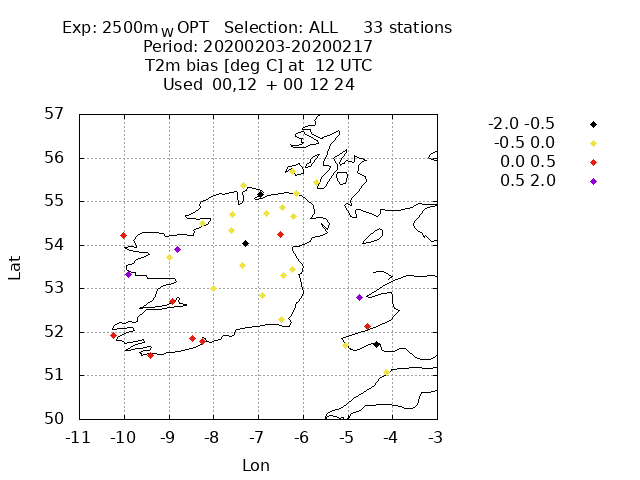 Exp: 2500m_W OPT Selection: ALL 33 stations
Period: 20200203-20200217
T2m bias [deg C] at 12 UTC
Used 00,12 + 00 12 24
-2.0 -0.5
-0.5 0.0
0.0 0.5
0.5 2.0
57
56
55
54
53
52
51
50
Lat
-11 -10 -9 -8 -7 -6 -5 -4 -3
Lon